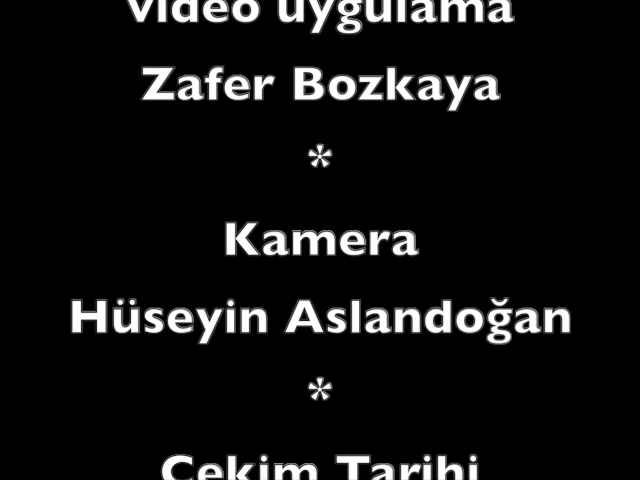 video uygulama
Zafer Bozkaya
*
Kamera
Hüseyin Aslandoğan
*
Çekim Tarihi